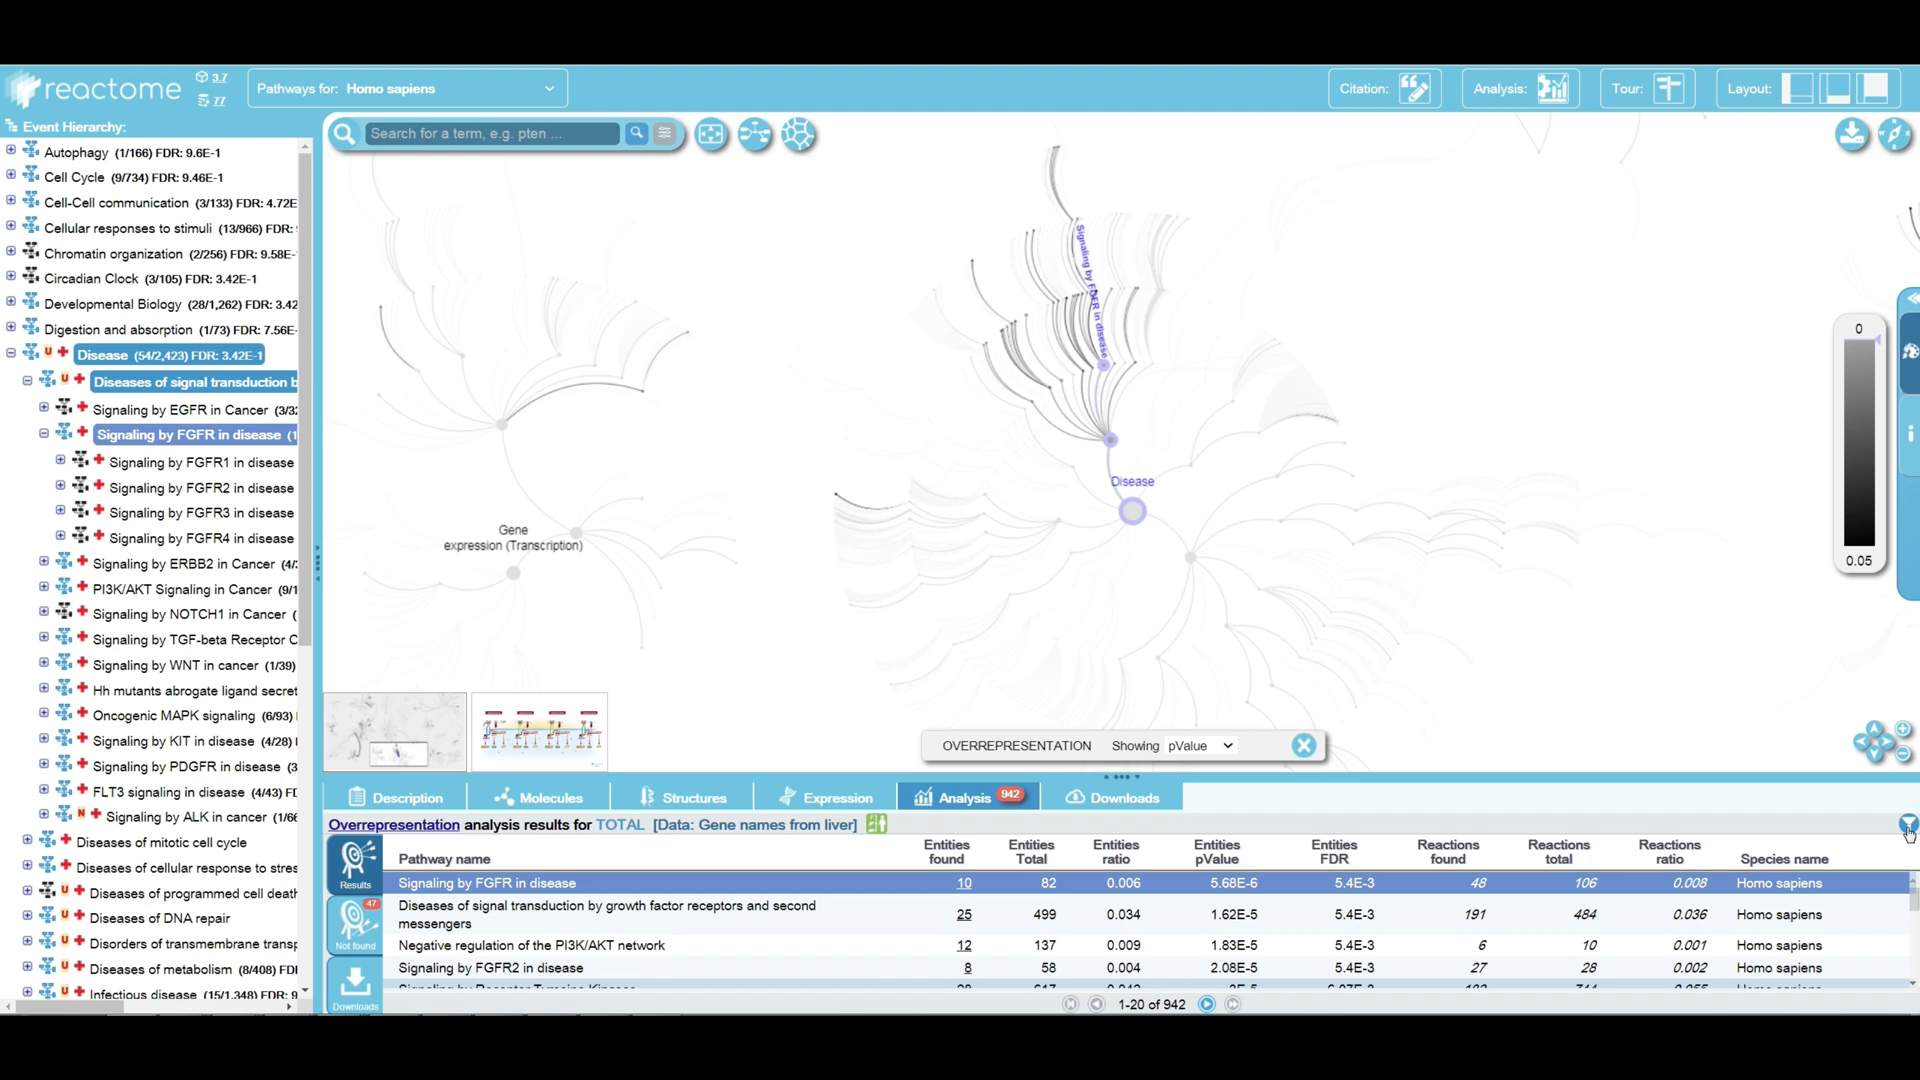 reactome
3.7
77
Pathways for: Homo sapiens
Citation:
Analysis:
Tour:
Layout:
Event Hierarchy:
Autophagy (1/166) FDR: 9.6E-1
Cell Cycle (9/734) FDR: 9.46E-1
Cell-Cell communication (3/133) FDR: 4.72E
Cellular responses to stimuli (13/966) FDR:
Chromatin organization (2/256) FDR: 9.58E-
Circadian Clock (3/105) FDR: 3.42E-1
Developmental Biology (28/1,262) FDR: 3.42
Digestion and absorption (1/73) FDR: 7.56E-
Disease (54/2,423) FDR: 3.42E-1
Diseases of signal transduction b
Signaling by EGFR in Cancer (3/32
Signaling by FGFR in disease (1
Signaling by FGFR1 in disease
Signaling by FGFR2 in disease
Signaling by FGFR3 in disease
Signaling by FGFR4 in disease
Signaling by ERBB2 in Cancer (4/
PI3K/AKT Signaling in Cancer (9/1
Signaling by NOTCH1 in Cancer (
Signaling by TGF-beta Receptor C
Signaling by WNT in cancer (1/39)
Hh mutants abrogate ligand secret
Oncogenic MAPK signaling (6/93)
Signaling by KIT in disease (4/28)
Signaling by PDGFR in disease (3
FLT3 signaling in disease (4/43) FD
Signaling by ALK in cancer (1/66
Diseases of mitotic cell cycle
Diseases of cellular response to stres
Diseases of programmed cell death
Diseases of DNA repair
Disorders of transmembrane transp
Diseases of metabolism (8/408) FDI
Infectious disease (15/1,348) FDR: 9
Search for a term, e.g. pten ...
Signaling by FGFR in disease
Disease
Gene
expression (Transcription)
0
0.05
OVERREPRESENTATION Showing pValue
Description
Molecules
Structures
Expression
Analysis 942
Downloads
Overrepresentation analysis results for TOTAL [Data: Gene names from liver]
Results
47
Not found
Downloads
Pathway name Entities found Entities Total Entities ratio Entities pValue Entities FDR Reactions found Reactions total Reactions ratio Species name
Signaling by FGFR in disease 10 82 0.006 5.68E-6 5.4E-3 48 106 0.008 Homo sapiens
Diseases of signal transduction by growth factor receptors and second
messengers 25 499 0.034 1.62E-5 5.4E-3 191 484 0.036 Homo sapiens
Negative regulation of the PI3K/AKT network 12 137 0.009 1.83E-5 5.4E-3 6 10 0.001 Homo sapiens
Signaling by FGFR2 in disease 8 58 0.004 2.08E-5 5.4E-3 27 28 0.002 Homo sapiens
1-20 of 942